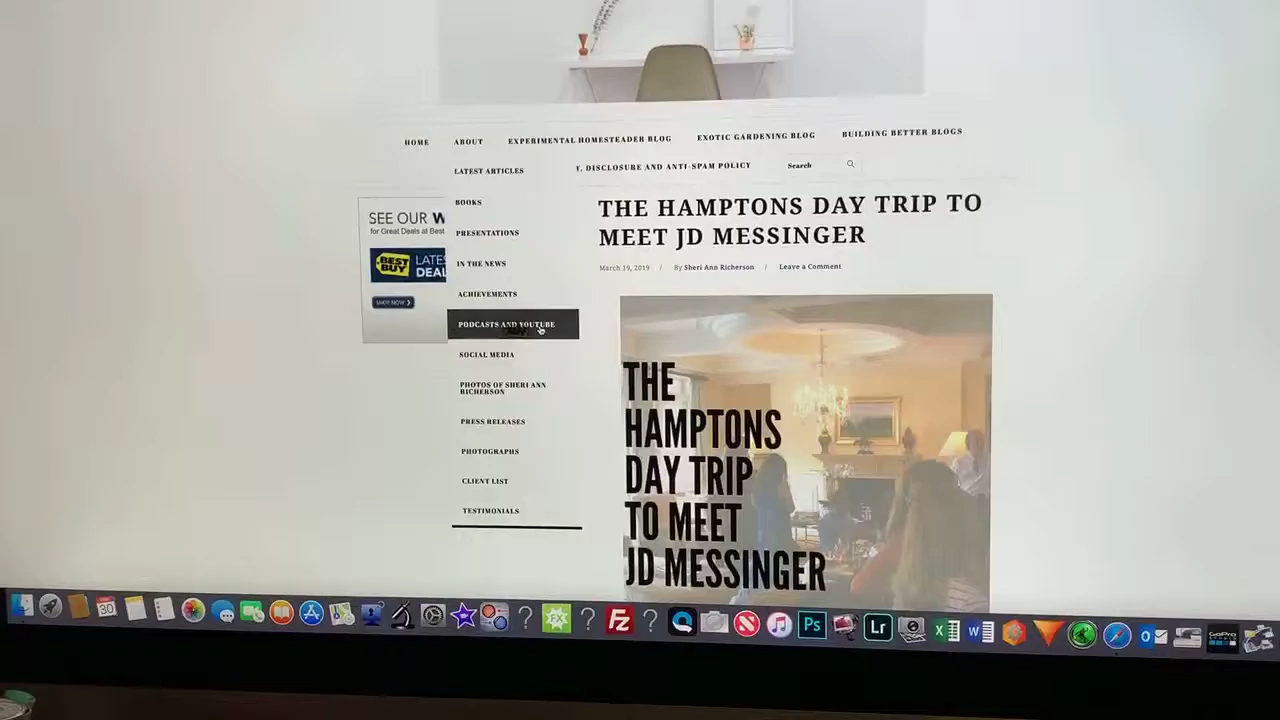 HOME
ABOUT
EXPERIMENTAL HOMESTEADER BLOG
EXOTIC GARDENING BLOG
BUILDING BETTER BLOGS
LATEST ARTICLES
Y, DISCLOSURE AND ANTI-SPAM POLICY
Search
BOOKS
PRESENTATIONS
IN THE NEWS
ACHIEVEMENTS
PODCASTS AND YOUTUBE
SOCIAL MEDIA
PHOTOS OF SHERI ANN
RICHERSON
PRESS RELEASES
PHOTOGRAPHS
CLIENT LIST
TESTIMONIALS
SEE OUR W
for Great Deals at Best
BEST
BUY
LATES
DEAL
SHOP NOW
THE HAMPTONS DAY TRIP TO
MEET JD MESSINGER
March 19, 2019 / By Sheri Ann Richerson / Leave a Comment
THE
HAMPTONS
DAY TRIP
TO MEET
JD MESSINGER
30
? FX ? Fz ? Ps Lr X W O GoPro